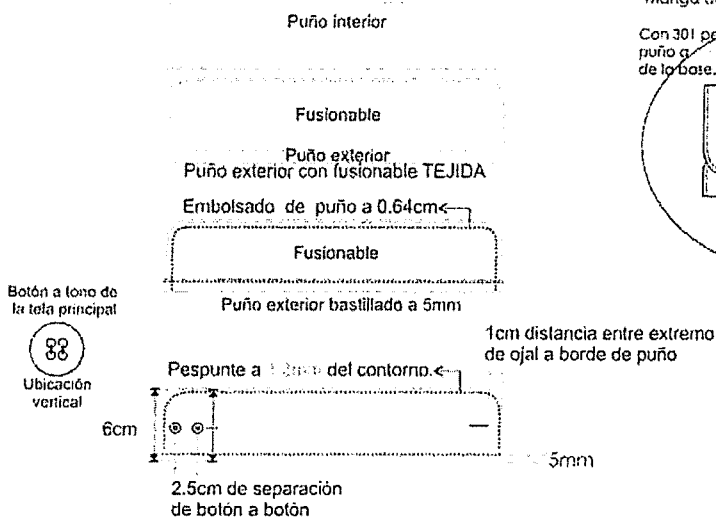 Puño interior
Con 301
puño a
de la bate.
Fusionable
Puño exterior
Puño exterior con fusionable TEJIDA
Embolsado de puño a 0.64cm
Fusionable
Puño exterior bastillado a 5mm
Botón a tono de
la tela principal
Ubicación
vertical
1cm distancia entre extremo
de ojal a borde de puño
Pespunte a del contorno.
6cm
5mm
2.5cm de separación
de botón a botón